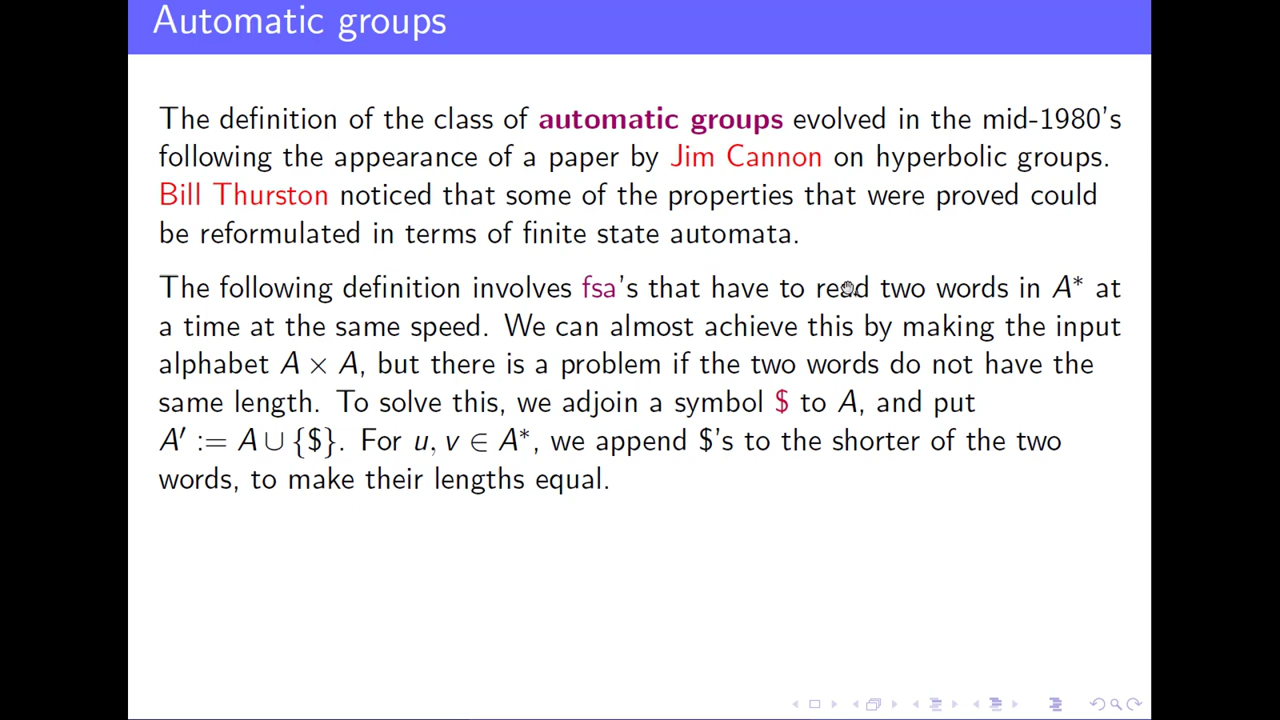 Automatic groups
The definition of the class of automatic groups evolved in the mid-1980's
following the appearance of a paper by Jim Cannon on hyperbolic groups.
Bill Thurston noticed that some of the properties that were proved could
be reformulated in terms of finite state automata.
The following definition involves fsa's that have to read two words in A* at
a time at the same speed. We can almost achieve this by making the input
alphabet A × A, but there is a problem if the two words do not have the
same length. To solve this, we adjoin a symbol $ to A, and put
A′ := A ∪ {$}. For u, v ∈ A*, we append $'s to the shorter of the two
words, to make their lengths equal.